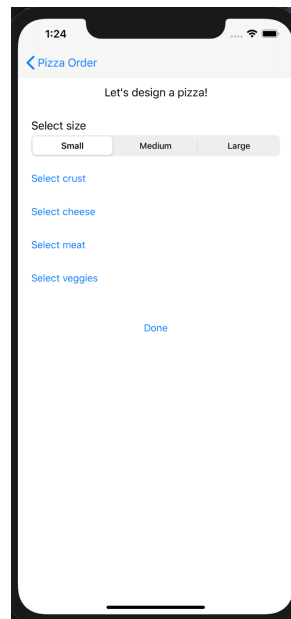 1:24
Pizza Order
Let's design a pizza!
Select size
Small Medium Large
Select crust
Select cheese
Select meat
Select veggies
Done